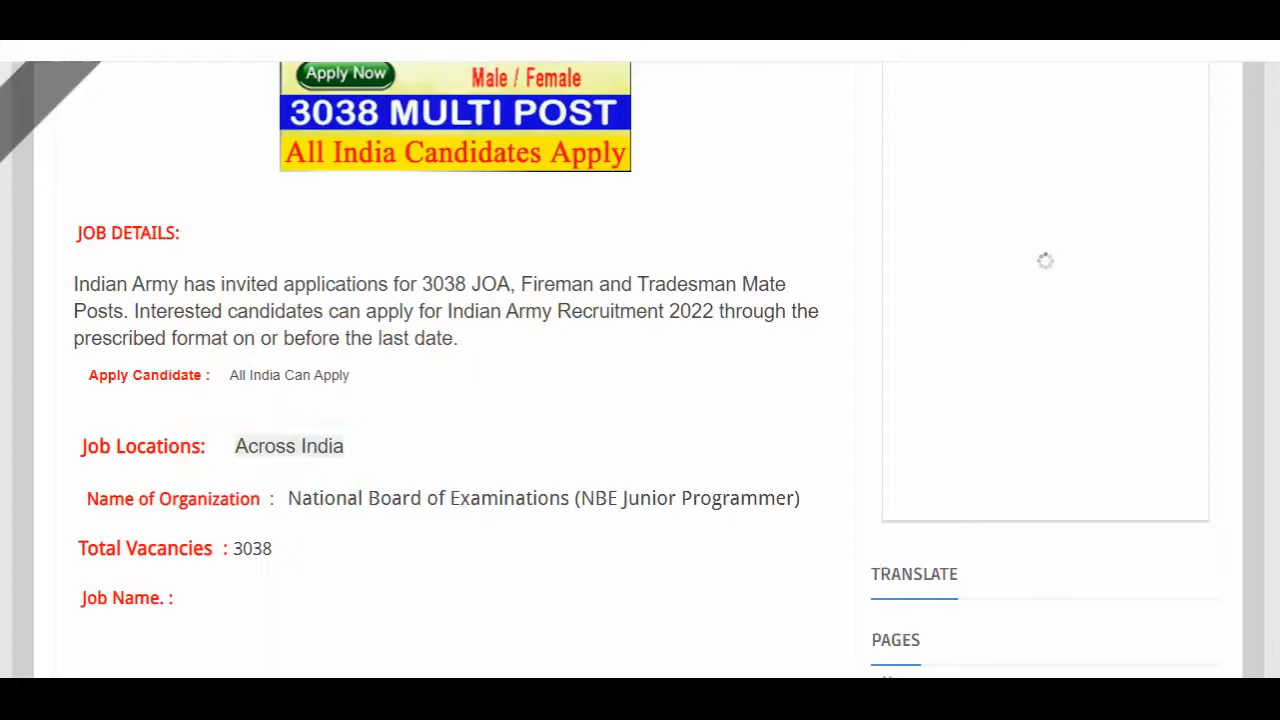 Apply Now
Male / Female
3038 MULTI POST
All India Candidates Apply
JOB DETAILS:
Indian Army has invited applications for 3038 JOA, Fireman and Tradesman Mate
Posts. Interested candidates can apply for Indian Army Recruitment 2022 through the
prescribed format on or before the last date.
Apply Candidate : All India Can Apply
Job Locations: Across India
Name of Organization : National Board of Examinations (NBE Junior Programmer)
Total Vacancies : 3038
Job Name. :
TRANSLATE
PAGES